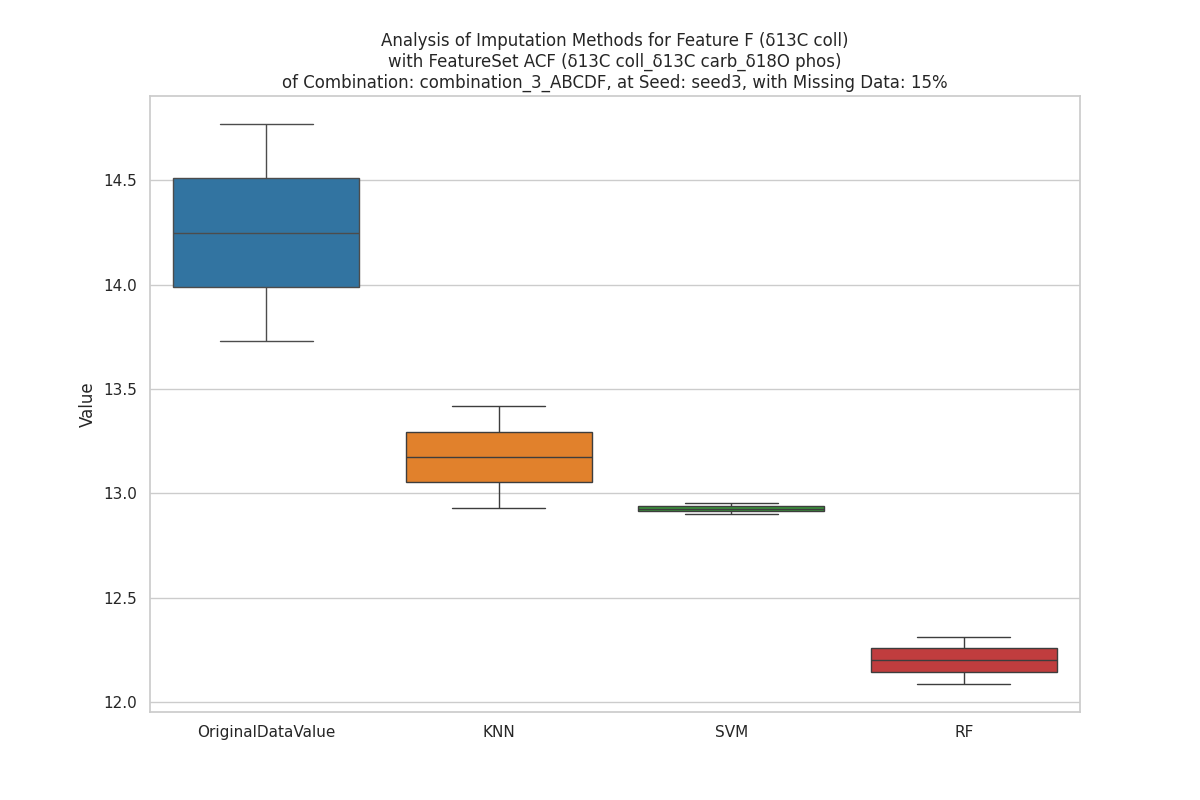 Analysis of Imputation Methods for Feature F (δ13C coll)
with FeatureSet ACF (δ13C coll_δ13C carb_δ18O phos)
of Combination: combination_3_ABCDF, at Seed: seed3, with Missing Data: 15%
Value
14.5
14.0
13.5
13.0
12.5
12.0
OriginalDataValue
KNN
SVM
RF